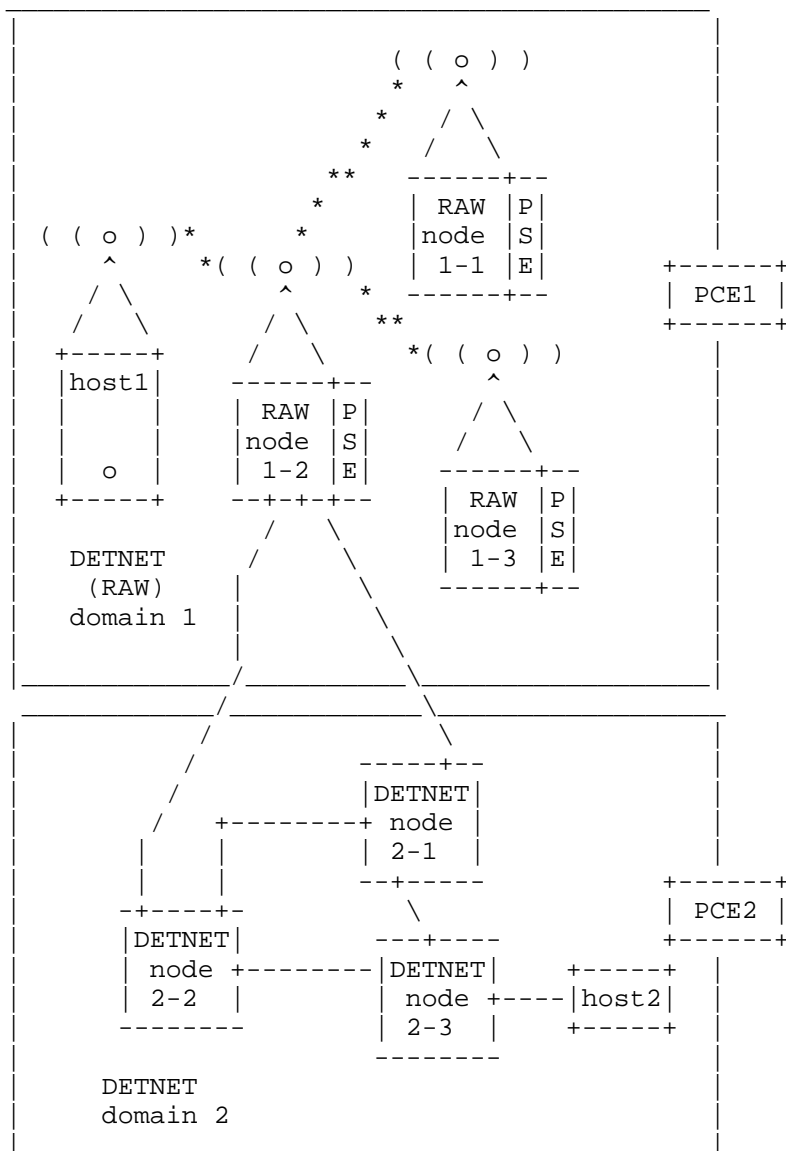 ( ( o ) )
RAW P
node S
1-1 E
( ( o ) )
( ( o ) )
PCE1
( ( o ) )
host1
RAW P
node S
1-2 E
o
RAW P
node S
1-3 E
DETNET
(RAW)
domain 1
DETNET
node
2-1
PCE2
DETNET
node
2-2
DETNET
node
2-3
host2
DETNET
domain 2